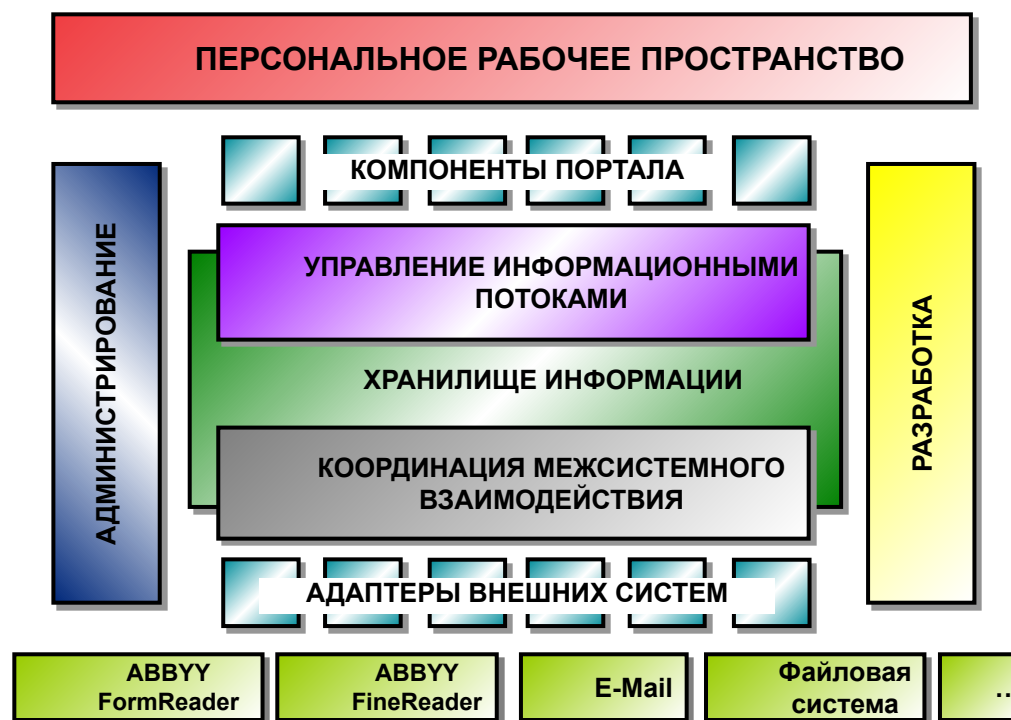 ПЕРСОНАЛЬНОЕ РАБОЧЕЕ ПРОСТРАНСТВО
КОМПОНЕНТЫ ПОРТАЛА
АДМИНИСТРИРОВАНИЕ
УПРАВЛЕНИЕ ИНФОРМАЦИОННЫМИ
ПОТОКАМИ
ХРАНИЛИЩЕ ИНФОРМАЦИИ
КООРДИНАЦИЯ МЕЖСИСТЕМНОГО
ВЗАИМОДЕЙСТВИЯ
РАЗРАБОТКА
АДАПТЕРЫ ВНЕШНИХ СИСТЕМ
ABBYY
FormReader
ABBYY
FineReader
E-Mail
Файловая
система
...